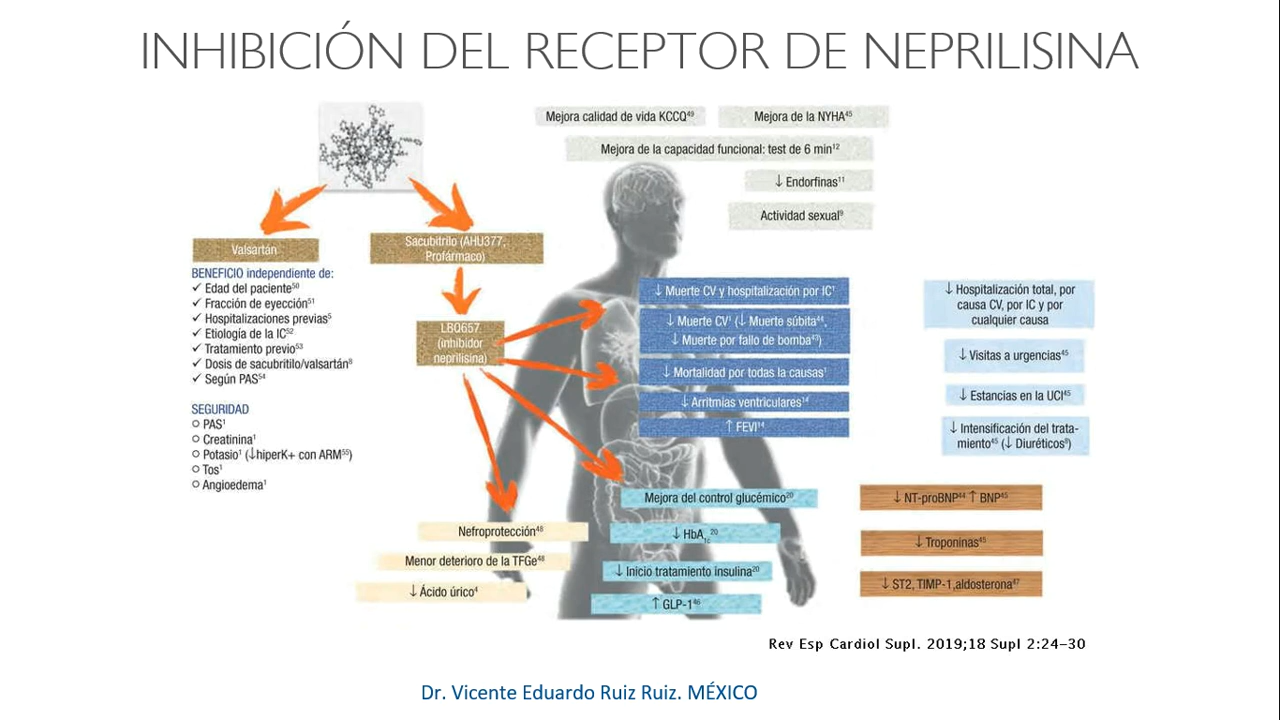 INHIBICIÓN DEL RECEPTOR DE NEPRILISINA
Mejora calidad de vida KCCQ⁴⁹
Mejora de la NYHA⁴⁵
Mejora de la capacidad funcional: test de 6 min¹²
↓ Endorfinas¹¹
Actividad sexual⁹
Valsartán
Sacubitrilo (AHU377,
Profármaco)
BENEFICIO independiente de:
✓ Edad del paciente⁵⁰
✓ Fracción de eyección⁵¹
✓ Hospitalizaciones previas⁵
✓ Etiología de la IC⁵²
✓ Tratamiento previo⁵³
✓ Dosis de sacubitrilo/valsartán⁸
✓ Según PAS⁵⁴
SEGURIDAD
○ PAS¹
○ Creatinina¹
○ Potasio¹ (↓hiperK+ con ARM⁵⁵)
○ Tos¹
○ Angioedema¹
LBQ657
(inhibidor
neprilisina)
↓ Muerte CV y hospitalización por IC¹
↓ Muerte CV¹ (↓ Muerte súbita⁴⁴,
↓ Muerte por fallo de bomba⁴³)
↓ Mortalidad por todas la causas¹
↓ Arritmias ventriculares¹⁴
↑ FEVI¹⁴
↓ Hospitalización total, por
causa CV, por IC y por
cualquier causa
↓ Visitas a urgencias⁴⁵
↓ Estancias en la UCI⁴⁵
↓ Intensificación del trata-
miento⁴⁵ (↓ Diuréticos⁸)
Nefroprotección⁴⁸
Menor deterioro de la TFGe⁴⁸
↓ Ácido úrico⁴
Mejora del control glucémico²⁰
↓ HbA₁c²⁰
↓ Inicio tratamiento insulina²⁰
↑ GLP-1⁴⁶
↓ NT-proBNP⁴⁴ ↑ BNP⁴⁵
↓ Troponinas⁴⁵
↓ ST2, TIMP-1,aldosterona⁴⁷
Rev Esp Cardiol Supl. 2019;18 Supl 2:24–30
Dr. Vicente Eduardo Ruiz Ruiz. MÉXICO